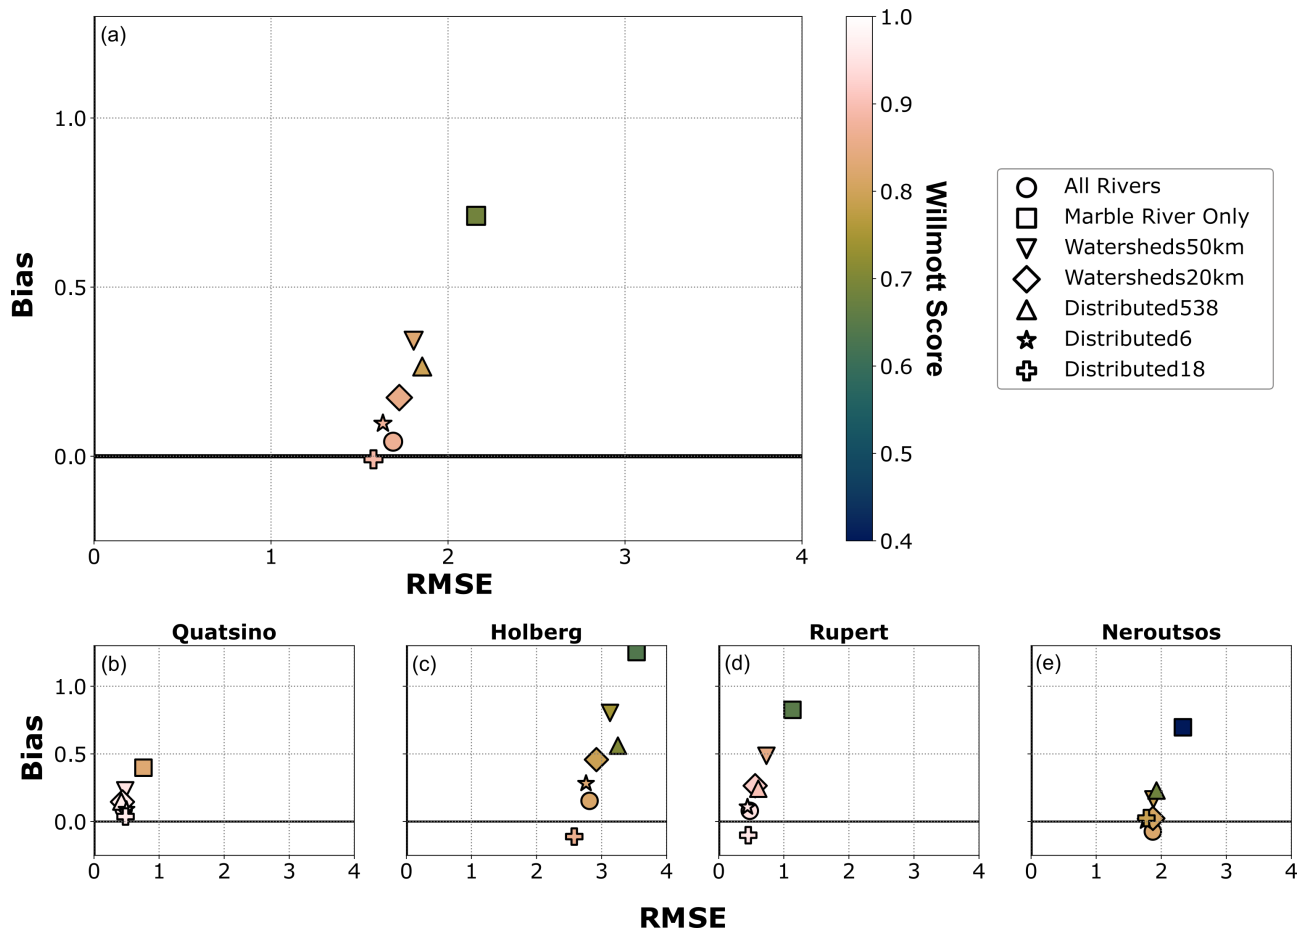 (a)
1.0
0.5
0.0
Bias
0
1
2
3
4
RMSE
1.0
0.9
0.8
0.7
0.6
0.5
0.4
Willmott Score
All Rivers
Marble River Only
Watersheds50km
Watersheds20km
Distributed538
Distributed6
Distributed18
Quatsino
Holberg
Rupert
Neroutsos
(b)
(c)
(d)
(e)
1.0
0.5
0.0
Bias
0 1 2 3 4
0 1 2 3 4
0 1 2 3 4
0 1 2 3 4
RMSE